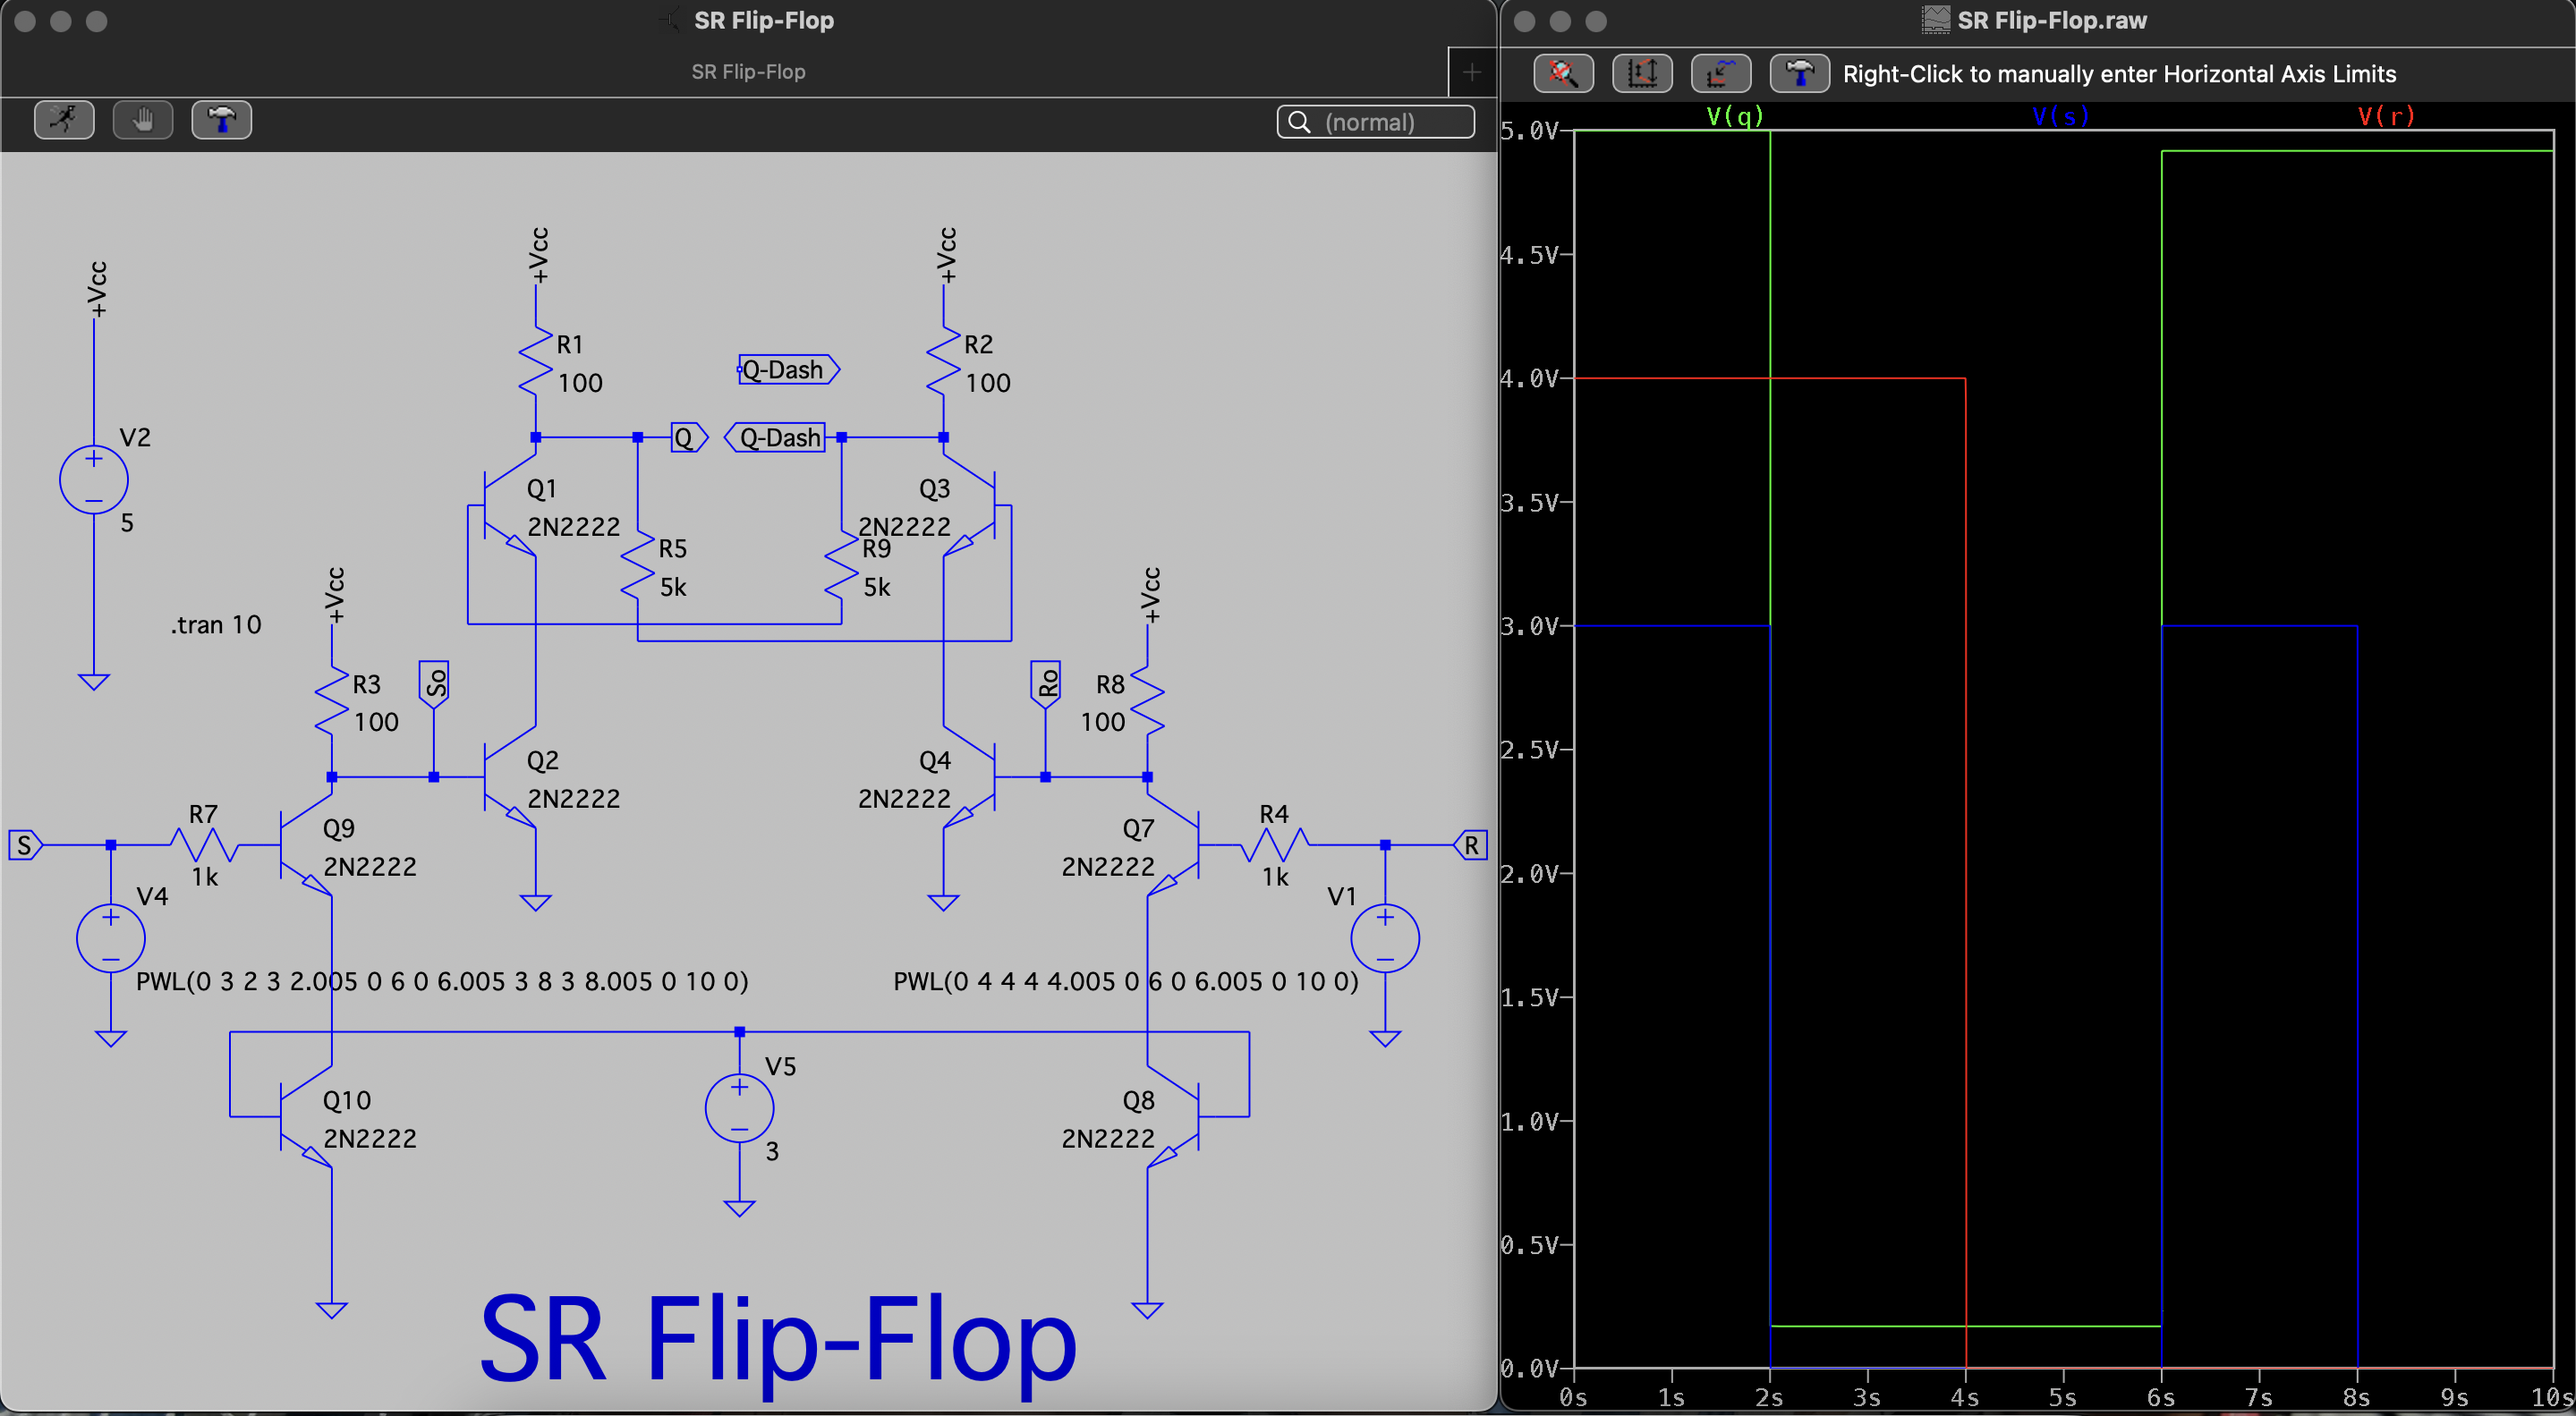 SR Flip-Flop
SR Flip-Flop
(normal)
+Vcc
+Vcc
+Vcc
R1
100
R2
100
Q-Dash
Q
Q-Dash
V2
5
Q1
2N2222
Q3
2N2222
R5
5k
R9
5k
+Vcc
+Vcc
.tran 10
So
Ro
R3
100
R8
100
Q2
2N2222
Q4
2N2222
S
R7
1k
Q9
2N2222
Q7
2N2222
R4
1k
R
V4
V1
PWL(0 3 2 3 2.005 0 6 0 6.005 3 8 3 8.005 0 10 0)
PWL(0 4 4 4 4.005 0 6 0 6.005 0 10 0)
V5
3
Q10
2N2222
Q8
2N2222
SR Flip-Flop
SR Flip-Flop.raw
Right-Click to manually enter Horizontal Axis Limits
V(q)
V(s)
V(r)
5.0V
4.5V
4.0V
3.5V
3.0V
2.5V
2.0V
1.5V
1.0V
0.5V
0.0V
0s
1s
2s
3s
4s
5s
6s
7s
8s
9s
10s